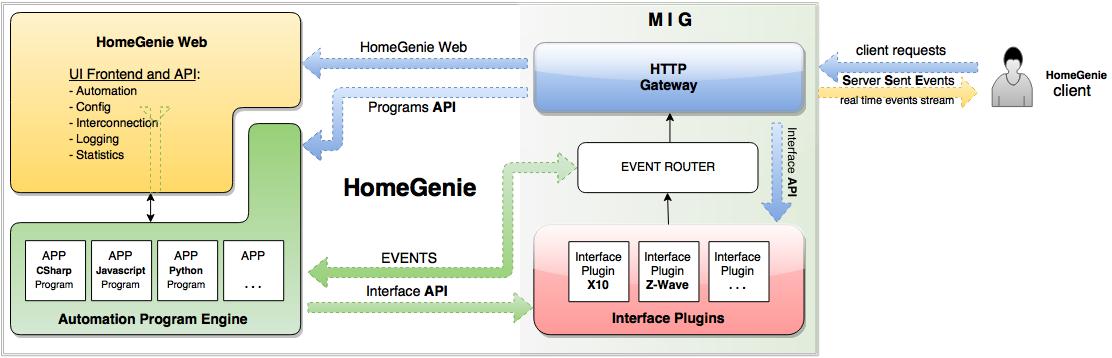 M I G
HomeGenie Web
UI Frontend and API:
- Automation
- Config
- Interconnection
- Logging
- Statistics
HomeGenie Web
Programs API
HTTP
Gateway
client requests
Server Sent Events
real time events stream
HomeGenie
client
Interface API
EVENT ROUTER
HomeGenie
EVENTS
Interface API
APP
CSharp
Program
APP
Javascript
Program
APP
Python
Program
APP
. . .
Automation Program Engine
Interface
Plugin
X10
Interface
Plugin
Z-Wave
Interface
Plugin
. . .
Interface Plugins